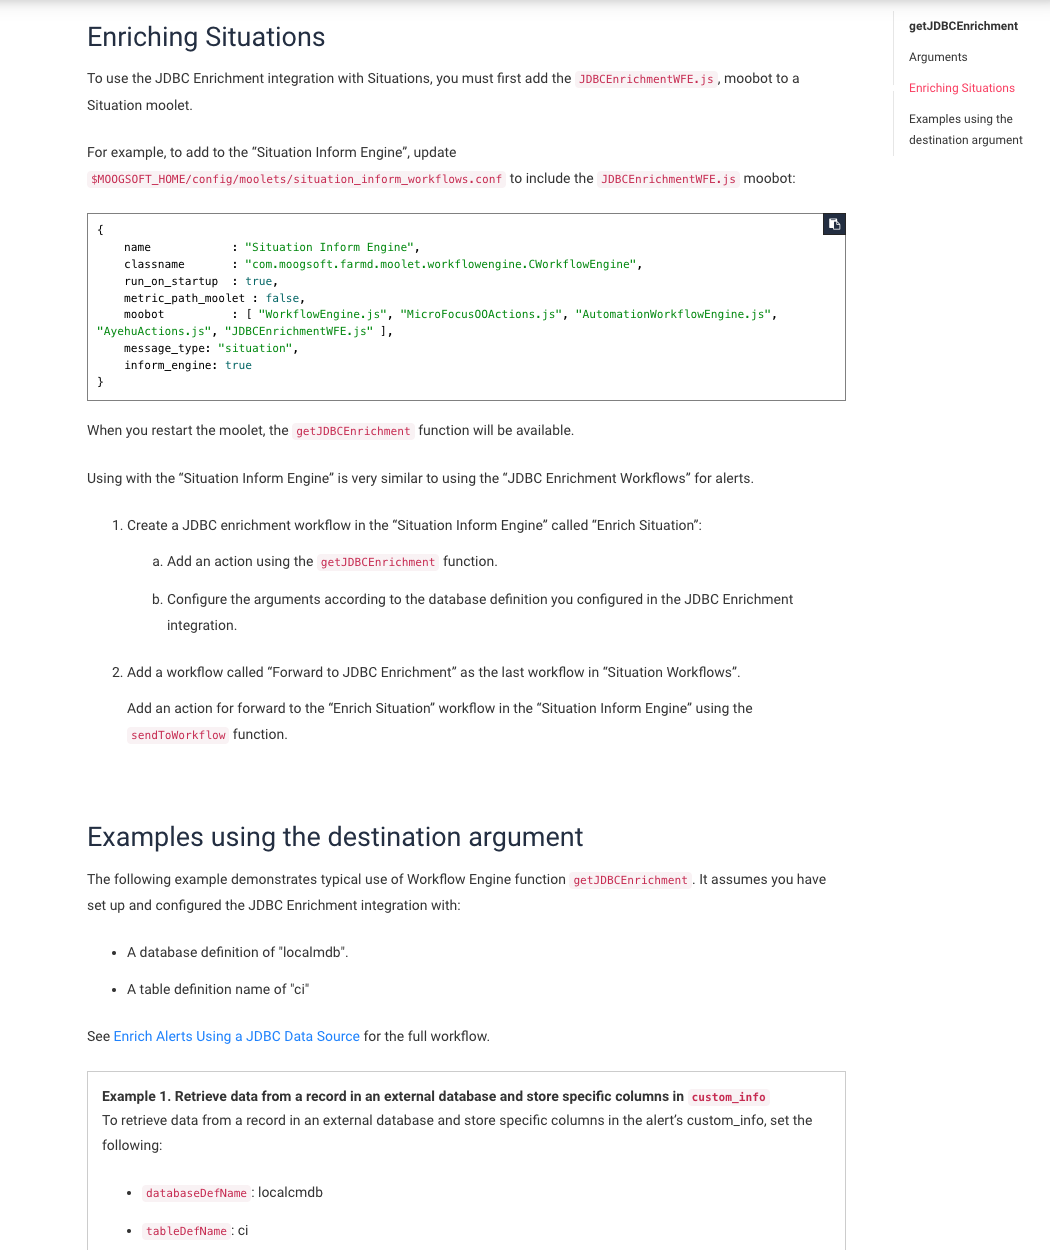 Enriching Situations
To use the JDBC Enrichment integration with Situations, you must first add the JDBCEnrichmentWFE.js , moobot to a
Situation moolet.
For example, to add to the “Situation Inform Engine”, update
$MOOGSOFT_HOME/config/moolets/situation_inform_workflows.conf to include the JDBCEnrichmentWFE.js moobot:
{
    name            : "Situation Inform Engine",
    classname       : "com.moogsoft.farmd.moolet.workflowengine.CWorkflowEngine",
    run_on_startup  : true,
    metric_path_moolet : false,
    moobot          : [ "WorkflowEngine.js", "MicroFocusOOActions.js", "AutomationWorkflowEngine.js",
"AyehuActions.js", "JDBCEnrichmentWFE.js" ],
    message_type: "situation",
    inform_engine: true
}
When you restart the moolet, the getJDBCEnrichment function will be available.
Using with the “Situation Inform Engine” is very similar to using the “JDBC Enrichment Workflows” for alerts.
1. Create a JDBC enrichment workflow in the “Situation Inform Engine” called “Enrich Situation”:
a. Add an action using the getJDBCEnrichment function.
b. Configure the arguments according to the database definition you configured in the JDBC Enrichment
integration.
2. Add a workflow called “Forward to JDBC Enrichment” as the last workflow in “Situation Workflows”.
Add an action for forward to the “Enrich Situation” workflow in the “Situation Inform Engine” using the
sendToWorkflow function.
Examples using the destination argument
The following example demonstrates typical use of Workflow Engine function getJDBCEnrichment . It assumes you have
set up and configured the JDBC Enrichment integration with:
• A database definition of "localmdb".
• A table definition name of "ci"
See Enrich Alerts Using a JDBC Data Source for the full workflow.
Example 1. Retrieve data from a record in an external database and store specific columns in custom_info
To retrieve data from a record in an external database and store specific columns in the alert’s custom_info, set the
following:
• databaseDefName : localcmdb
• tableDefName : ci
getJDBCEnrichment
Arguments
Enriching Situations
Examples using the
destination argument